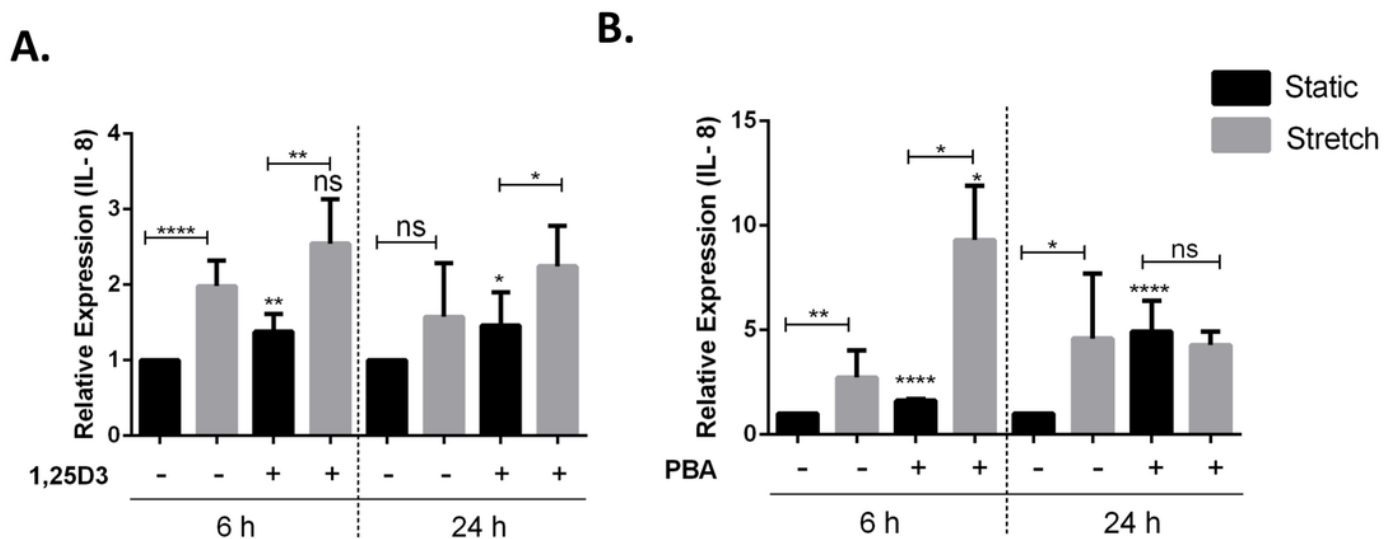 A.
B.
Static
Stretch
Relative Expression (IL- 8)
4
3
2
1
0
****
**
**
ns
ns
*
*
1,25D3
- - + + - - + +
6 h 24 h
Relative Expression (IL- 8)
15
10
5
0
**
****
*
*
*
****
ns
PBA
- - + + - - + +
6 h 24 h